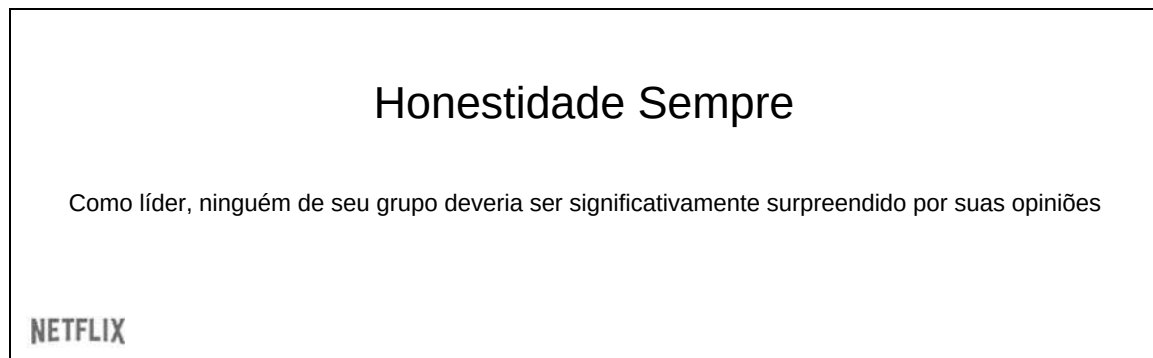 Honestidade Sempre
Como líder, ninguém de seu grupo deveria ser significativamente surpreendido por suas opiniões
NETFLIX